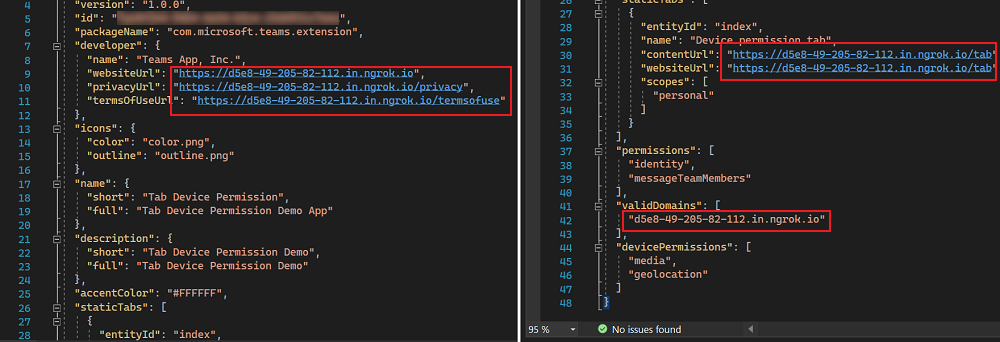 4 "version": "1.0.0",
5 "id": "
6 "packageName": "com.microsoft.teams.extension",
7 "developer": {
8 "name": "Teams App, Inc.",
9 "websiteUrl": "https://d5e8-49-205-82-112.in.ngrok.io",
10 "privacyUrl": "https://d5e8-49-205-82-112.in.ngrok.io/privacy",
11 "termsOfUseUrl": "https://d5e8-49-205-82-112.in.ngrok.io/termsofuse"
12 },
13 "icons": {
14 "color": "color.png",
15 "outline": "outline.png"
16 },
17 "name": {
18 "short": "Tab Device Permission",
19 "full": "Tab Device Permission Demo App"
20 },
21 "description": {
22 "short": "Tab Device Permission Demo",
23 "full": "Tab Device Permission Demo"
24 },
25 "accentColor": "#FFFFFF",
26 "staticTabs": [
27 {
28 "entityId": "index",
26 "staticTabs": [
27 {
28 "entityId": "index",
29 "name": "Device permission tab",
30 "contentUrl": "https://d5e8-49-205-82-112.in.ngrok.io/tab"
31 "websiteUrl": "https://d5e8-49-205-82-112.in.ngrok.io/tab"
32 "scopes": [
33 "personal"
34 ]
35 }
36 ],
37 "permissions": [
38 "identity",
39 "messageTeamMembers"
40 ],
41 "validDomains": [
42 "d5e8-49-205-82-112.in.ngrok.io"
43 ],
44 "devicePermissions": [
45 "media",
46 "geolocation"
47 ]
48 }
95 % No issues found